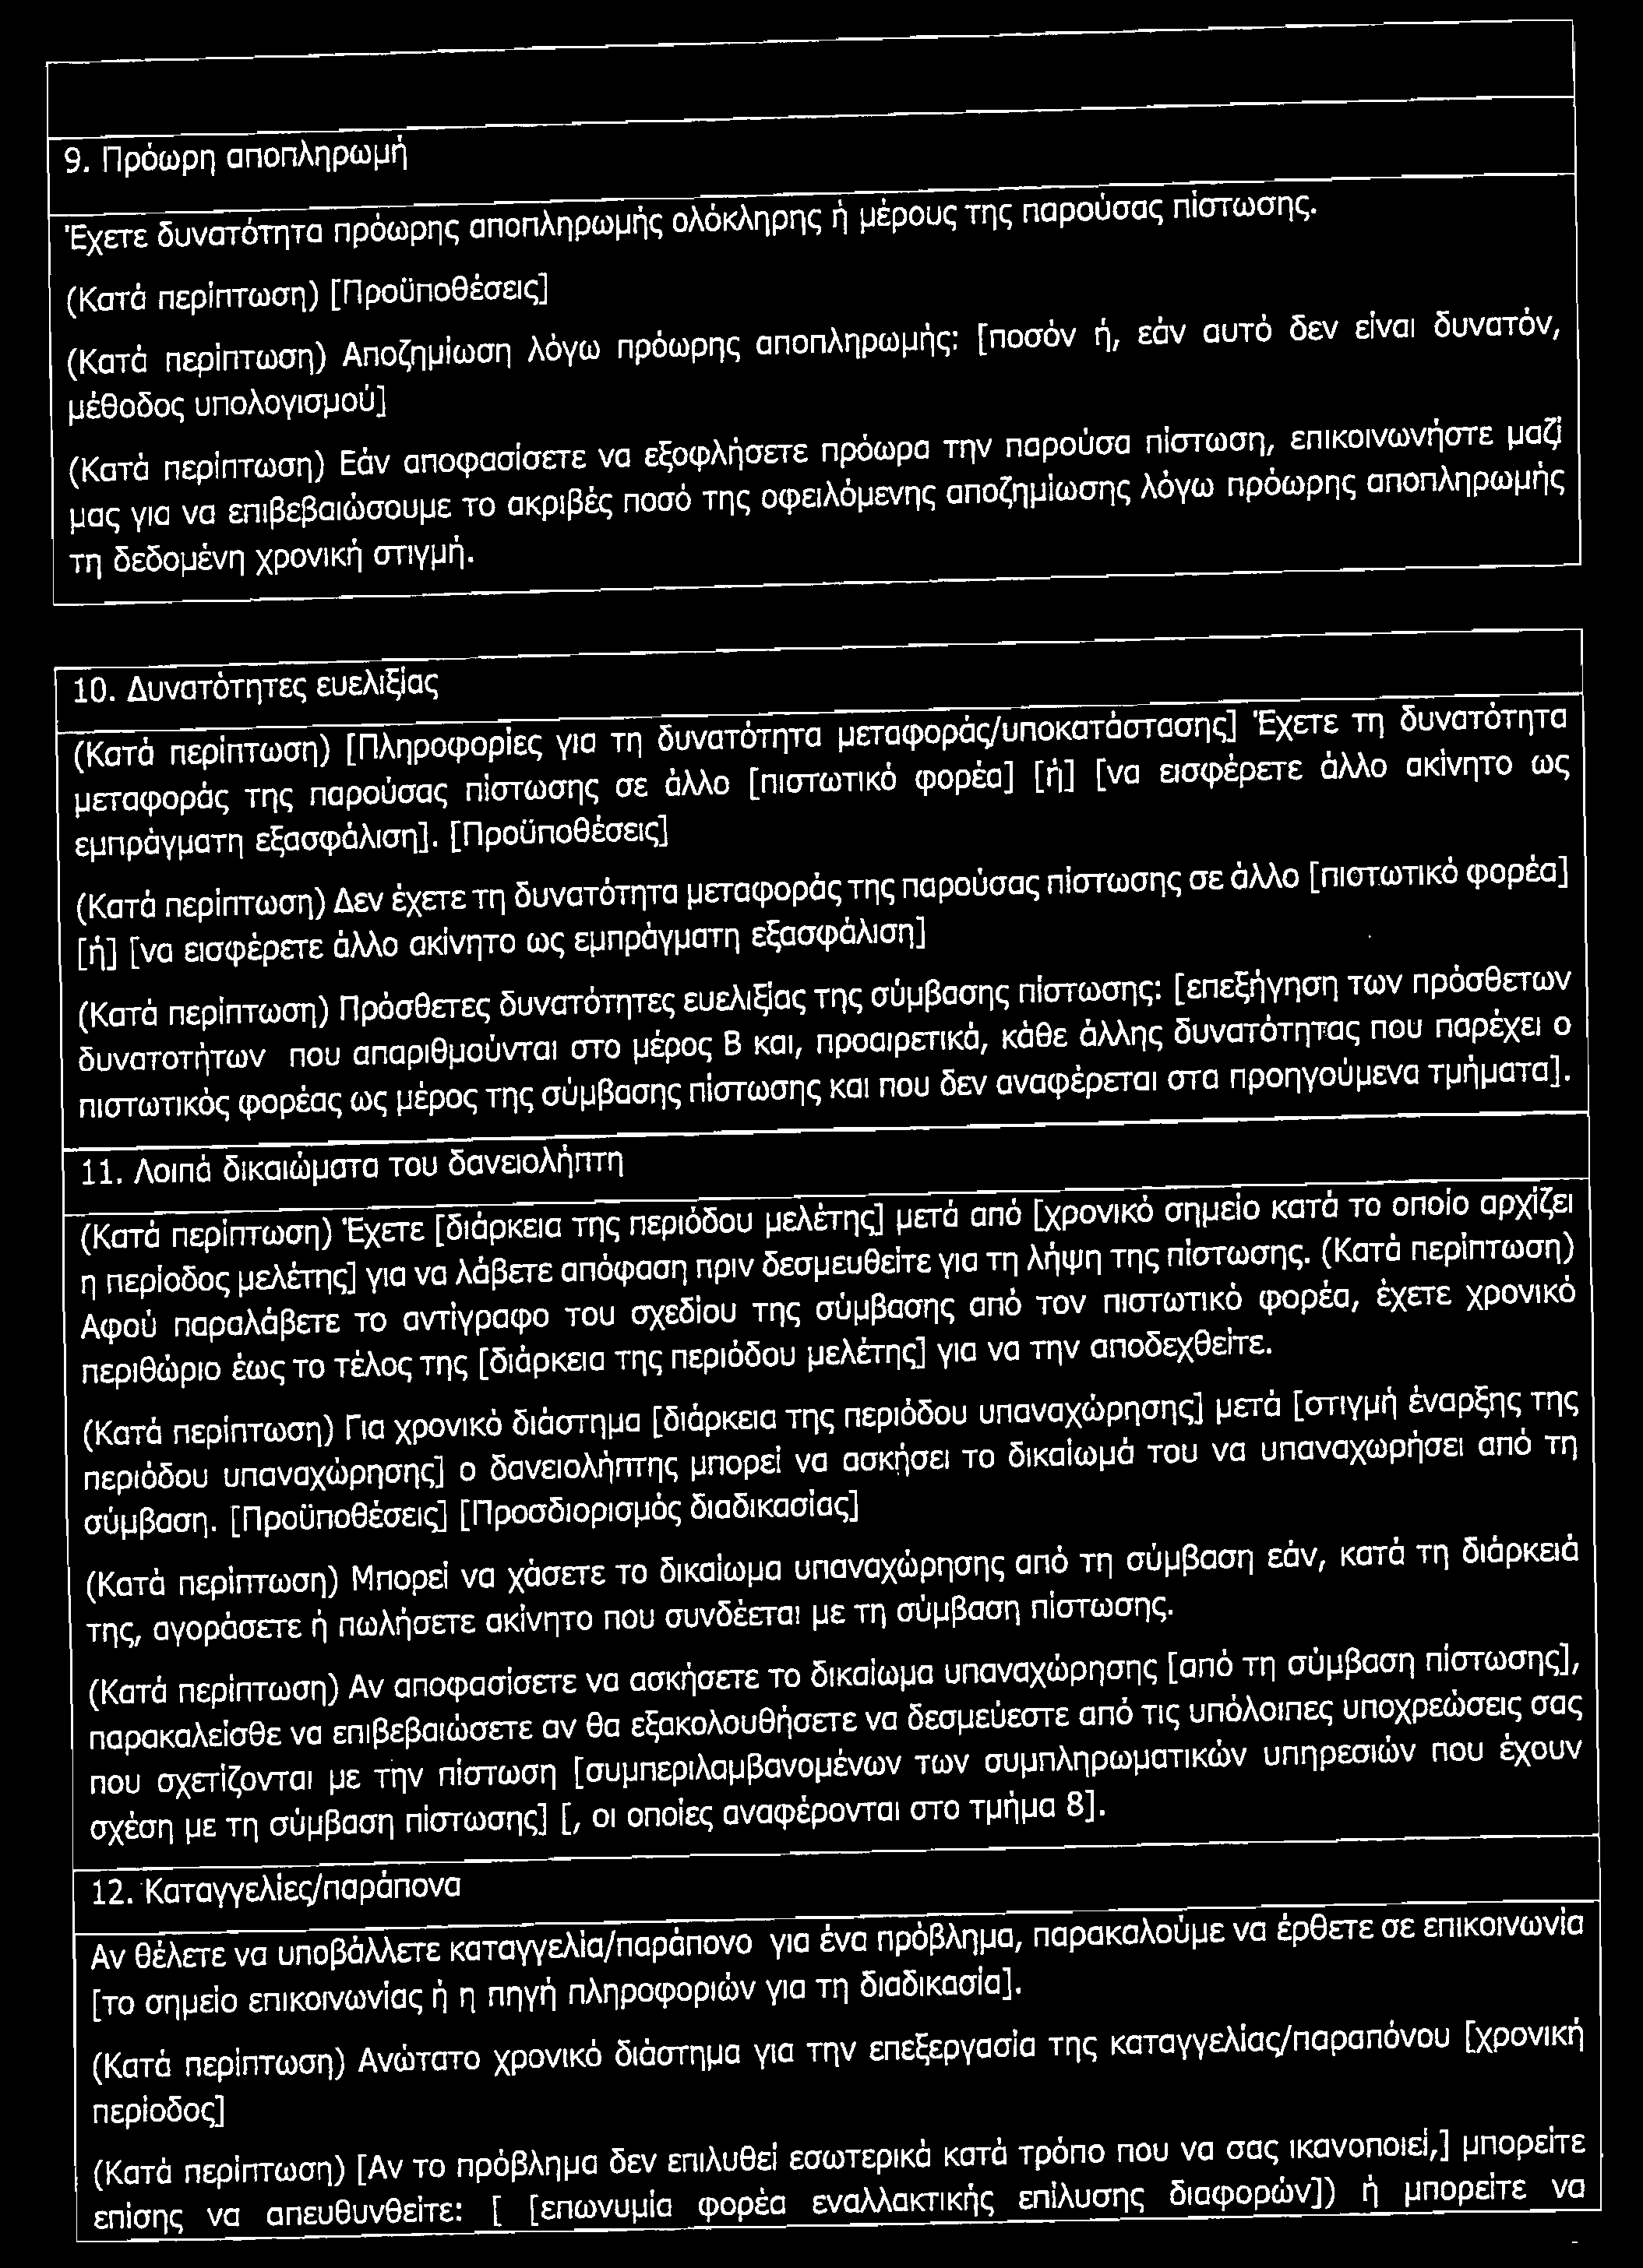 9. Πρόωρη αποπληρωμή
Έχετε δυνατότητα πρόωρης αποπληρωμής ολόκληρης ή μέρους της παρούσας πίστωσης.
(Κατά περίπτωση) [Προϋποθέσεις]
(Κατά περίπτωση) Αποζημίωση λόγω πρόωρης αποπληρωμής: [ποσόν ή, εάν αυτό δεν είναι δυνατόν,
μέθοδος υπολογισμού]
(Κατά περίπτωση) Εάν αποφασίσετε να εξοφλήσετε πρόωρα την παρούσα πίστωση, επικοινωνήστε μαζί
μας για να επιβεβαιώσουμε το ακριβές ποσό της οφειλόμενης αποζημίωσης λόγω πρόωρης αποπληρωμής
τη δεδομένη χρονική στιγμή.
10. Δυνατότητες ευελιξίας
(Κατά περίπτωση) [Πληροφορίες για τη δυνατότητα μεταφοράς/υποκατάστασης] Έχετε τη δυνατότητα
μεταφοράς της παρούσας πίστωσης σε άλλο [πιστωτικό φορέα] [ή] [να εισφέρετε άλλο ακίνητο ως
εμπράγματη εξασφάλιση]. [Προϋποθέσεις]
(Κατά περίπτωση) Δεν έχετε τη δυνατότητα μεταφοράς της παρούσας πίστωσης σε άλλο [πιστωτικό φορέα]
[ή] [να εισφέρετε άλλο ακίνητο ως εμπράγματη εξασφάλιση]
(Κατά περίπτωση) Πρόσθετες δυνατότητες ευελιξίας της σύμβασης πίστωσης: [επεξήγηση των πρόσθετων
δυνατοτήτων που απαριθμούνται στο μέρος Β και, προαιρετικά, κάθε άλλης δυνατότητας που παρέχει ο
πιστωτικός φορέας ως μέρος της σύμβασης πίστωσης και που δεν αναφέρεται στα προηγούμενα τμήματα].
11. Λοιπά δικαιώματα του δανειολήπτη
(Κατά περίπτωση) Έχετε [διάρκεια της περιόδου μελέτης] μετά από [χρονικό σημείο κατά το οποίο αρχίζει
η περίοδος μελέτης] για να λάβετε απόφαση πριν δεσμευθείτε για τη λήψη της πίστωσης. (Κατά περίπτωση)
Αφού παραλάβετε το αντίγραφο του σχεδίου της σύμβασης από τον πιστωτικό φορέα, έχετε χρονικό
περιθώριο έως το τέλος της [διάρκεια της περιόδου μελέτης] για να την αποδεχθείτε.
(Κατά περίπτωση) Για χρονικό διάστημα [διάρκεια της περιόδου υπαναχώρησης] μετά [στιγμή έναρξης της
περιόδου υπαναχώρησης] ο δανειολήπτης μπορεί να ασκήσει το δικαίωμά του να υπαναχωρήσει από τη
σύμβαση. [Προϋποθέσεις] [Προσδιορισμός διαδικασίας]
(Κατά περίπτωση) Μπορεί να χάσετε το δικαίωμα υπαναχώρησης από τη σύμβαση εάν, κατά τη διάρκειά
της, αγοράσετε ή πωλήσετε ακίνητο που συνδέεται με τη σύμβαση πίστωσης.
(Κατά περίπτωση) Αν αποφασίσετε να ασκήσετε το δικαίωμα υπαναχώρησης [από τη σύμβαση πίστωσης],
παρακαλείσθε να επιβεβαιώσετε αν θα εξακολουθήσετε να δεσμεύεστε από τις υπόλοιπες υποχρεώσεις σας
που σχετίζονται με την πίστωση [συμπεριλαμβανομένων των συμπληρωματικών υπηρεσιών που έχουν
σχέση με τη σύμβαση πίστωσης] [, οι οποίες αναφέρονται στο τμήμα 8].
12. Καταγγελίες/παράπονα
Αν θέλετε να υποβάλλετε καταγγελία/παράπονο για ένα πρόβλημα, παρακαλούμε να έρθετε σε επικοινωνία
[το σημείο επικοινωνίας ή η πηγή πληροφοριών για τη διαδικασία].
(Κατά περίπτωση) Ανώτατο χρονικό διάστημα για την επεξεργασία της καταγγελίας/παραπόνου [χρονική
περίοδος]
(Κατά περίπτωση) [Αν το πρόβλημα δεν επιλυθεί εσωτερικά κατά τρόπο που να σας ικανοποιεί,] μπορείτε
επίσης να απευθυνθείτε: [ [επωνυμία φορέα εναλλακτικής επίλυσης διαφορών]) ή μπορείτε να